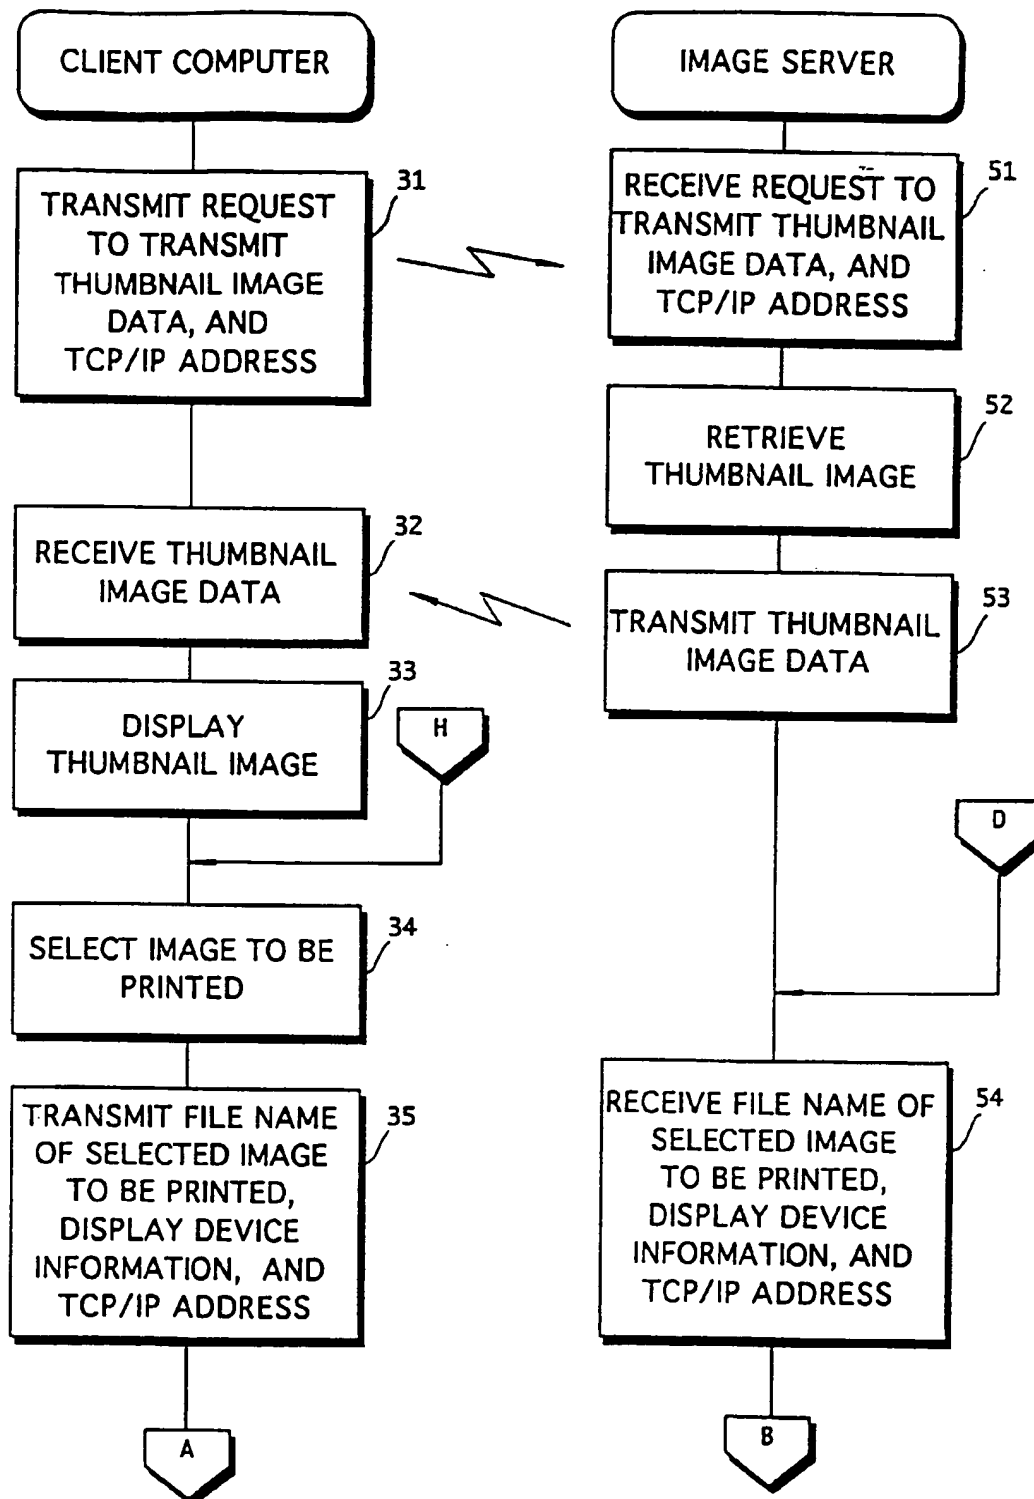 CLIENT COMPUTER
31
TRANSMIT REQUEST
TO TRANSMIT
THUMBNAIL IMAGE
DATA, AND
TCP/IP ADDRESS
32
RECEIVE THUMBNAIL
IMAGE DATA
33
DISPLAY
THUMBNAIL IMAGE
H
34
SELECT IMAGE TO BE
PRINTED
35
TRANSMIT FILE NAME
OF SELECTED IMAGE
TO BE PRINTED,
DISPLAY DEVICE
INFORMATION, AND
TCP/IP ADDRESS
A
IMAGE SERVER
51
RECEIVE REQUEST TO
TRANSMIT THUMBNAIL
IMAGE DATA, AND
TCP/IP ADDRESS
52
RETRIEVE
THUMBNAIL IMAGE
53
TRANSMIT THUMBNAIL
IMAGE DATA
D
54
RECEIVE FILE NAME OF
SELECTED IMAGE
TO BE PRINTED,
DISPLAY DEVICE
INFORMATION, AND
TCP/IP ADDRESS
B